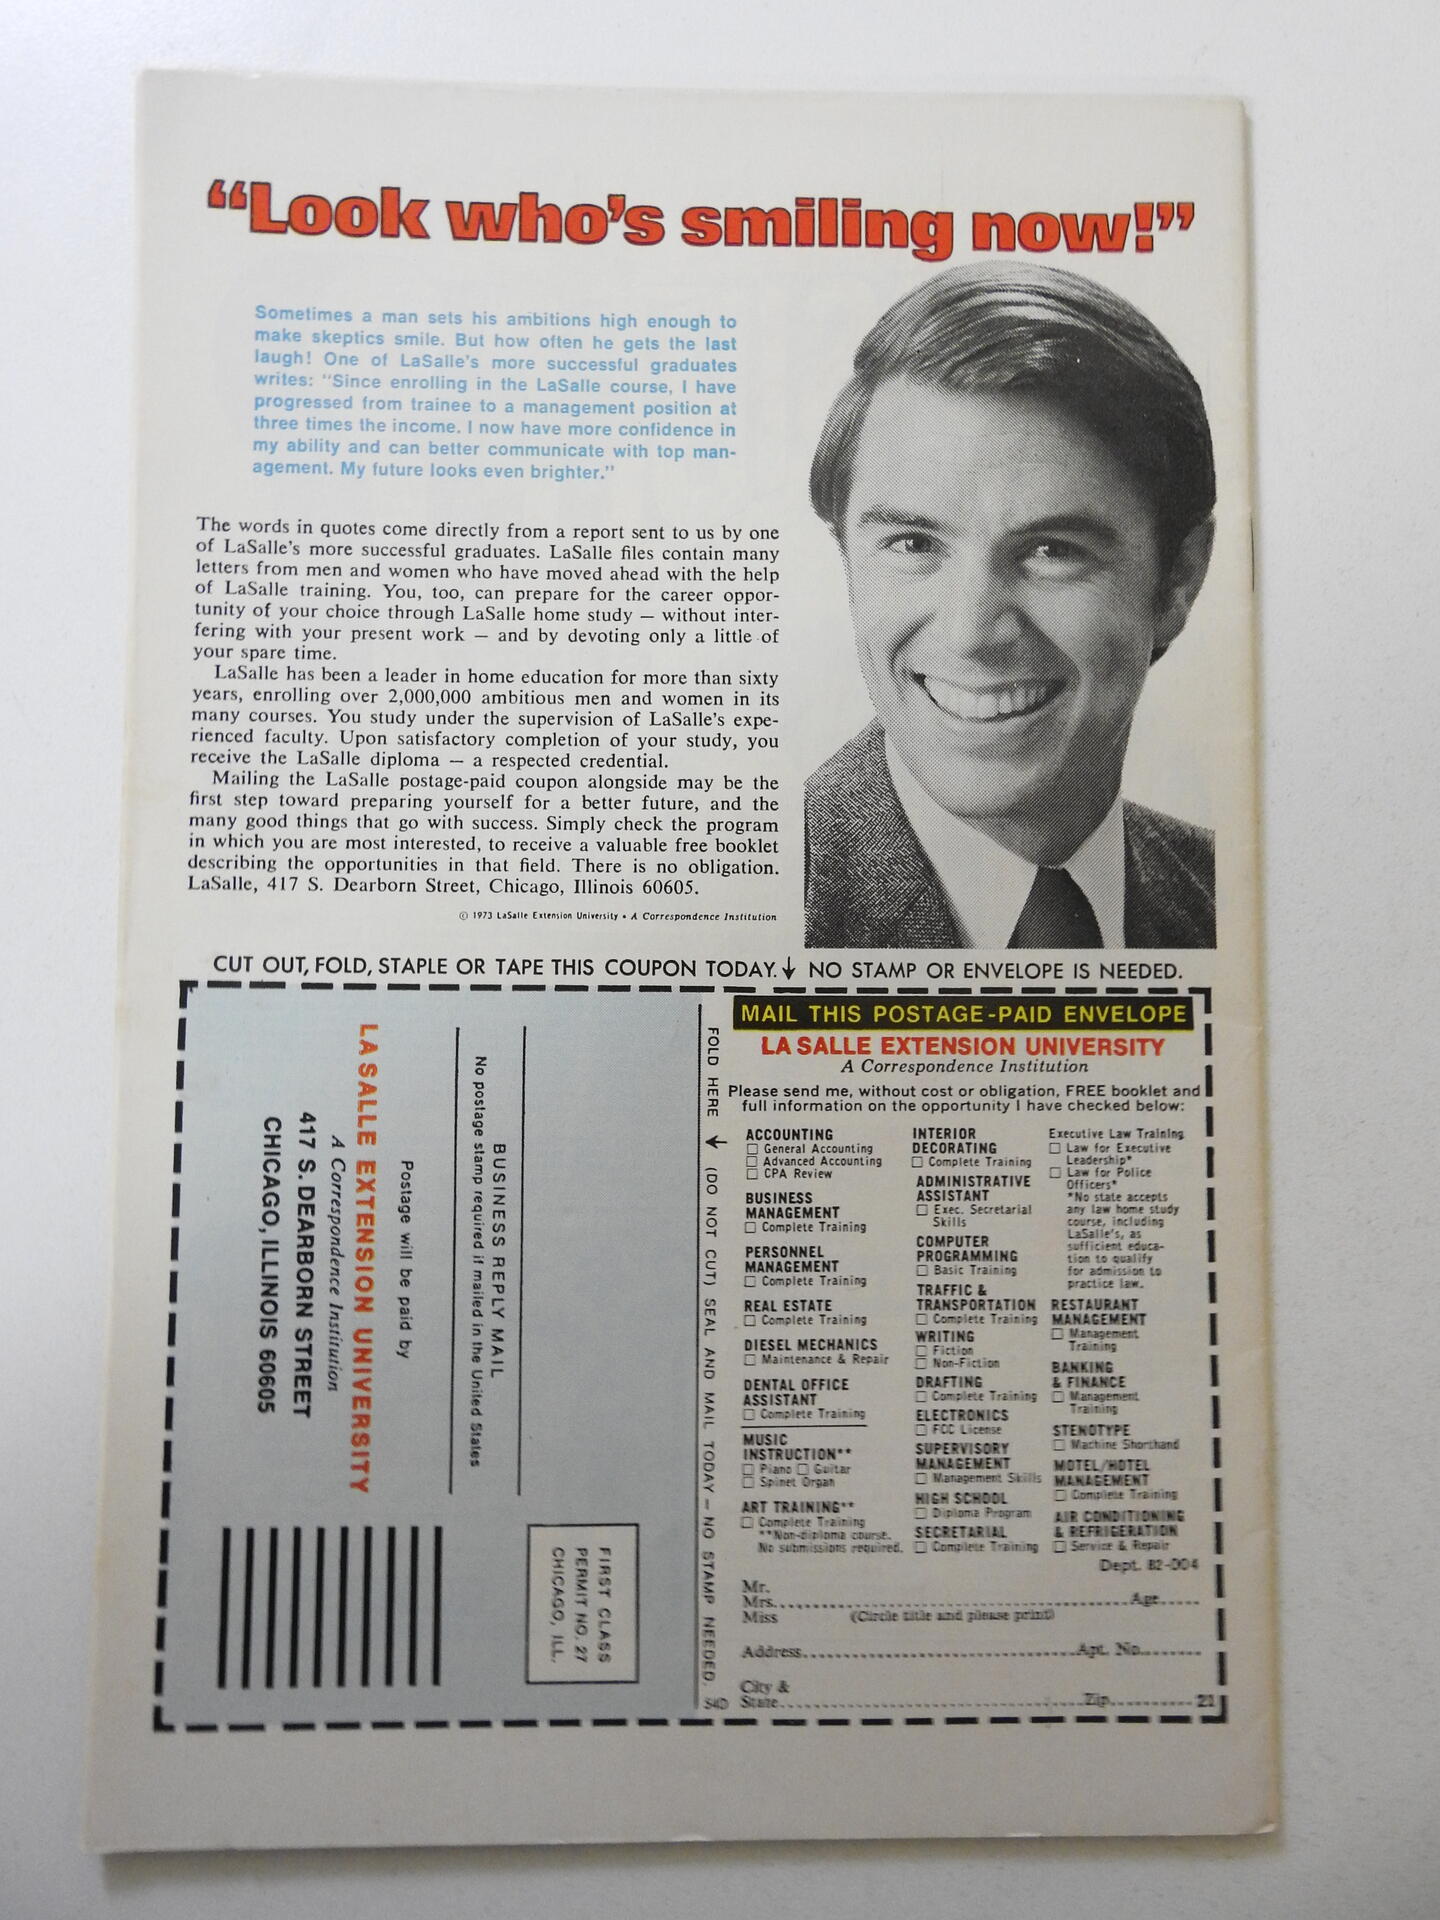 “Look who’s smiling now!”
Sometimes a man sets his ambitions high enough to
make skeptics smile. But how often he gets the last
laugh! One of LaSalle’s more successful graduates
writes: “Since enrolling in the LaSalle course, I have
progressed from trainee to a management position at
three times the income. I now have more confidence in
my ability and can better communicate with top man-
agement. My future looks even brighter.”
The words in quotes come directly from a report sent to us by one
of LaSalle’s more successful graduates. LaSalle files contain many
letters from men and women who have moved ahead with the help
of LaSalle training. You, too, can prepare for the career oppor-
tunity of your choice through LaSalle home study — without inter-
fering with your present work — and by devoting only a little of
your spare time.
LaSalle has been a leader in home education for more than sixty
years, enrolling over 2,000,000 ambitious men and women in its
many courses. You study under the supervision of LaSalle’s expe-
rienced faculty. Upon satisfactory completion of your study, you
receive the LaSalle diploma — a respected credential.
Mailing the LaSalle postage-paid coupon alongside may be the
first step toward preparing yourself for a better future, and the
many good things that go with success. Simply check the program
in which you are most interested, to receive a valuable free booklet
describing the opportunities in that field. There is no obligation.
LaSalle, 417 S. Dearborn Street, Chicago, Illinois 60605.
© 1973 LaSalle Extension University • A Correspondence Institution
CUT OUT, FOLD, STAPLE OR TAPE THIS COUPON TODAY. ↓ NO STAMP OR ENVELOPE IS NEEDED.
FIRST CLASS
PERMIT NO. 27
CHICAGO, ILL.
BUSINESS REPLY MAIL
No postage stamp required if mailed in the United States
Postage will be paid by
LA SALLE EXTENSION UNIVERSITY
A Correspondence Institution
417 S. DEARBORN STREET
CHICAGO, ILLINOIS 60605
FOLD HERE ↓ (DO NOT CUT) SEAL AND MAIL TODAY — NO STAMP NEEDED.
MAIL THIS POSTAGE-PAID ENVELOPE
LA SALLE EXTENSION UNIVERSITY
A Correspondence Institution
Please send me, without cost or obligation, FREE booklet and
full information on the opportunity I have checked below:
ACCOUNTING
☐ General Accounting
☐ Advanced Accounting
☐ CPA Review
BUSINESS
MANAGEMENT
☐ Complete Training
PERSONNEL
MANAGEMENT
☐ Complete Training
REAL ESTATE
☐ Complete Training
DIESEL MECHANICS
☐ Maintenance & Repair
DENTAL OFFICE
ASSISTANT
☐ Complete Training
MUSIC
INSTRUCTION**
☐ Piano ☐ Guitar
☐ Spinet Organ
ART TRAINING**
☐ Complete Training
**Non-diploma course.
No submissions required.
INTERIOR
DECORATING
☐ Complete Training
ADMINISTRATIVE
ASSISTANT
☐ Exec. Secretarial
Skills
COMPUTER
PROGRAMMING
☐ Basic Training
TRAFFIC &
TRANSPORTATION
☐ Complete Training
WRITING
☐ Fiction
☐ Non-Fiction
DRAFTING
☐ Complete Training
ELECTRONICS
☐ FCC License
SUPERVISORY
MANAGEMENT
☐ Management Skills
HIGH SCHOOL
☐ Diploma Program
SECRETARIAL
☐ Complete Training
Executive Law Training
☐ Law for Executive
Leadership*
☐ Law for Police
Officers*
*No state accepts
any law home study
course, including
LaSalle’s, as
sufficient educa-
tion to qualify
for admission to
practice law.
RESTAURANT
MANAGEMENT
☐ Management
Training
BANKING
& FINANCE
☐ Management
Training
STENOTYPE
☐ Machine Shorthand
MOTEL/HOTEL
MANAGEMENT
☐ Complete Training
AIR CONDITIONING
& REFRIGERATION
☐ Service & Repair
Dept. 82-004
Mr.
Mrs. Age
Miss (Circle title and please print)
Address Apt. No.
City &
State Zip 21